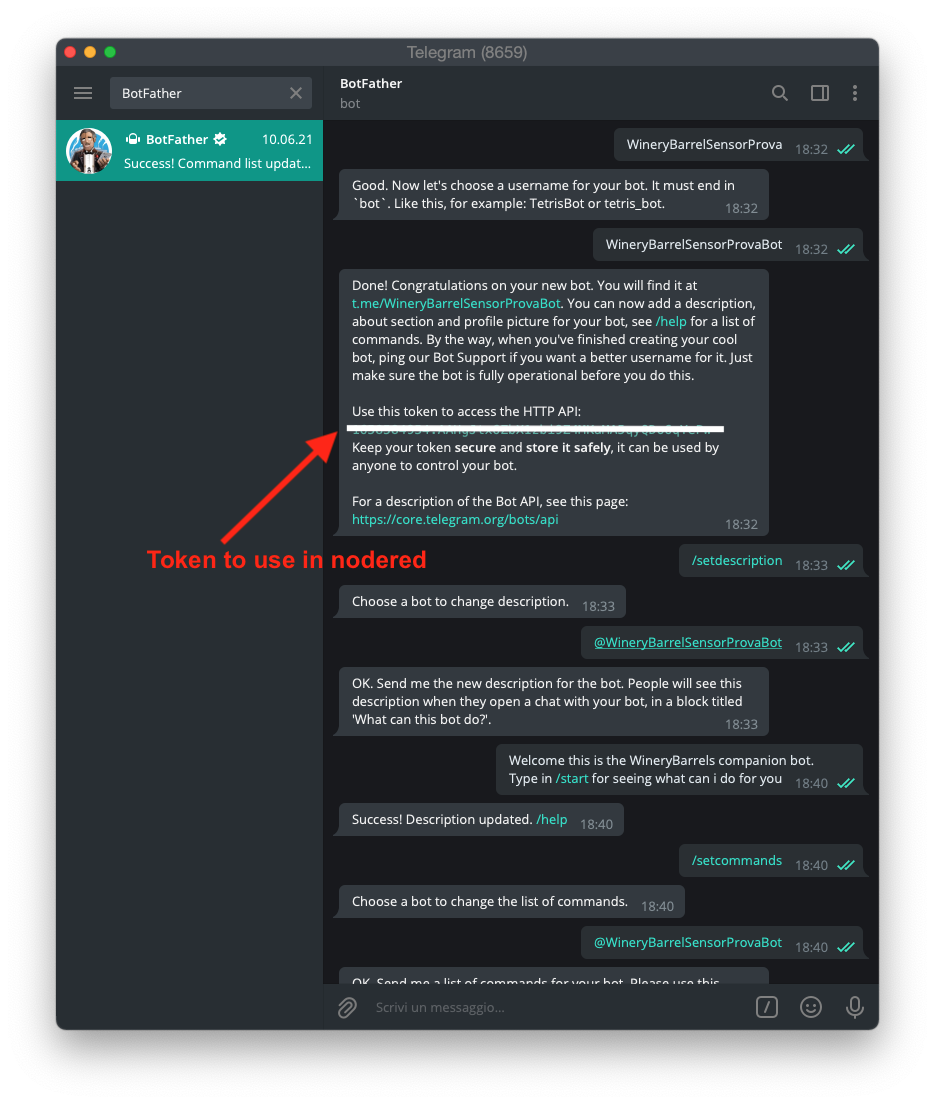 Telegram (8659)
BotFather
BotFather
bot
BotFather
10.06.21
Success! Command list updat...
WineryBarrelSensorProva
18:32
Good. Now let's choose a username for your bot. It must end in
`bot`. Like this, for example: TetrisBot or tetris_bot.
18:32
WineryBarrelSensorProvaBot
18:32
Done! Congratulations on your new bot. You will find it at
t.me/WineryBarrelSensorProvaBot. You can now add a description,
about section and profile picture for your bot, see /help for a list of
commands. By the way, when you've finished creating your cool
bot, ping our Bot Support if you want a better username for it. Just
make sure the bot is fully operational before you do this.
Use this token to access the HTTP API:
Keep your token secure and store it safely, it can be used by
anyone to control your bot.
For a description of the Bot API, see this page:
https://core.telegram.org/bots/api
18:32
Token to use in nodered
/setdescription
18:33
Choose a bot to change description.
18:33
@WineryBarrelSensorProvaBot
18:33
OK. Send me the new description for the bot. People will see this
description when they open a chat with your bot, in a block titled
'What can this bot do?'.
18:33
Welcome this is the WineryBarrels companion bot.
Type in /start for seeing what can i do for you
18:40
Success! Description updated. /help
18:40
/setcommands
18:40
Choose a bot to change the list of commands.
18:40
@WineryBarrelSensorProvaBot
18:40
OK. Send me a list of commands for your bot. Please use this
Scrivi un messaggio...